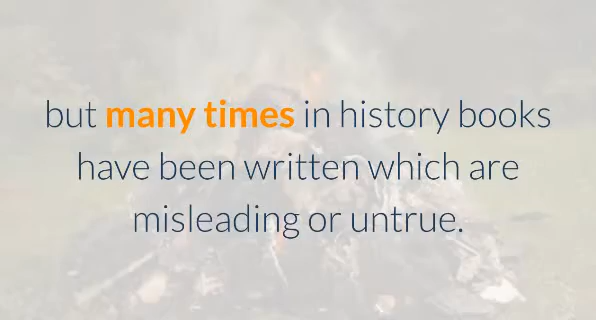 but many times in history books
have been written which are
misleading or untrue.